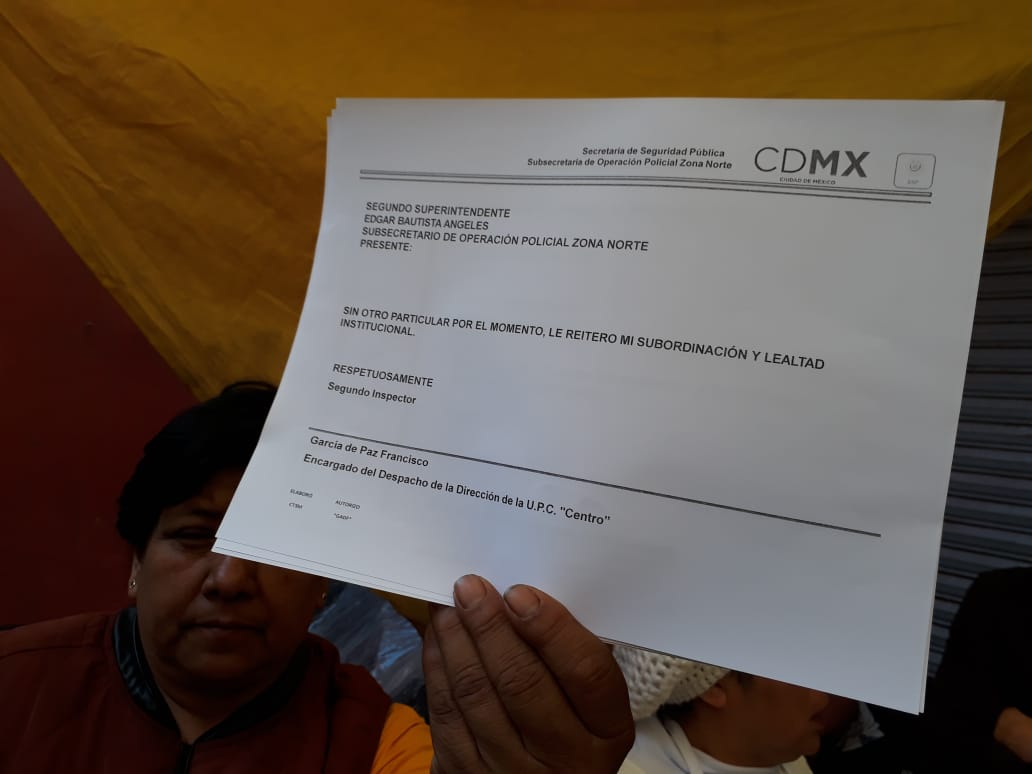 Secretaría de Seguridad Pública
Subsecretaría de Operación Policial Zona Norte
CDMX
CIUDAD DE MÉXICO
SSP
SEGUNDO SUPERINTENDENTE
EDGAR BAUTISTA ANGELES
SUBSECRETARIO DE OPERACIÓN POLICIAL ZONA NORTE
PRESENTE:
SIN OTRO PARTICULAR POR EL MOMENTO, LE REITERO MI SUBORDINACIÓN Y LEALTAD
INSTITUCIONAL.
RESPETUOSAMENTE
Segundo Inspector
García de Paz Francisco
Encargado del Despacho de la Dirección de la U.P.C. "Centro"
ELABORÓ AUTORIZO
"GADF"